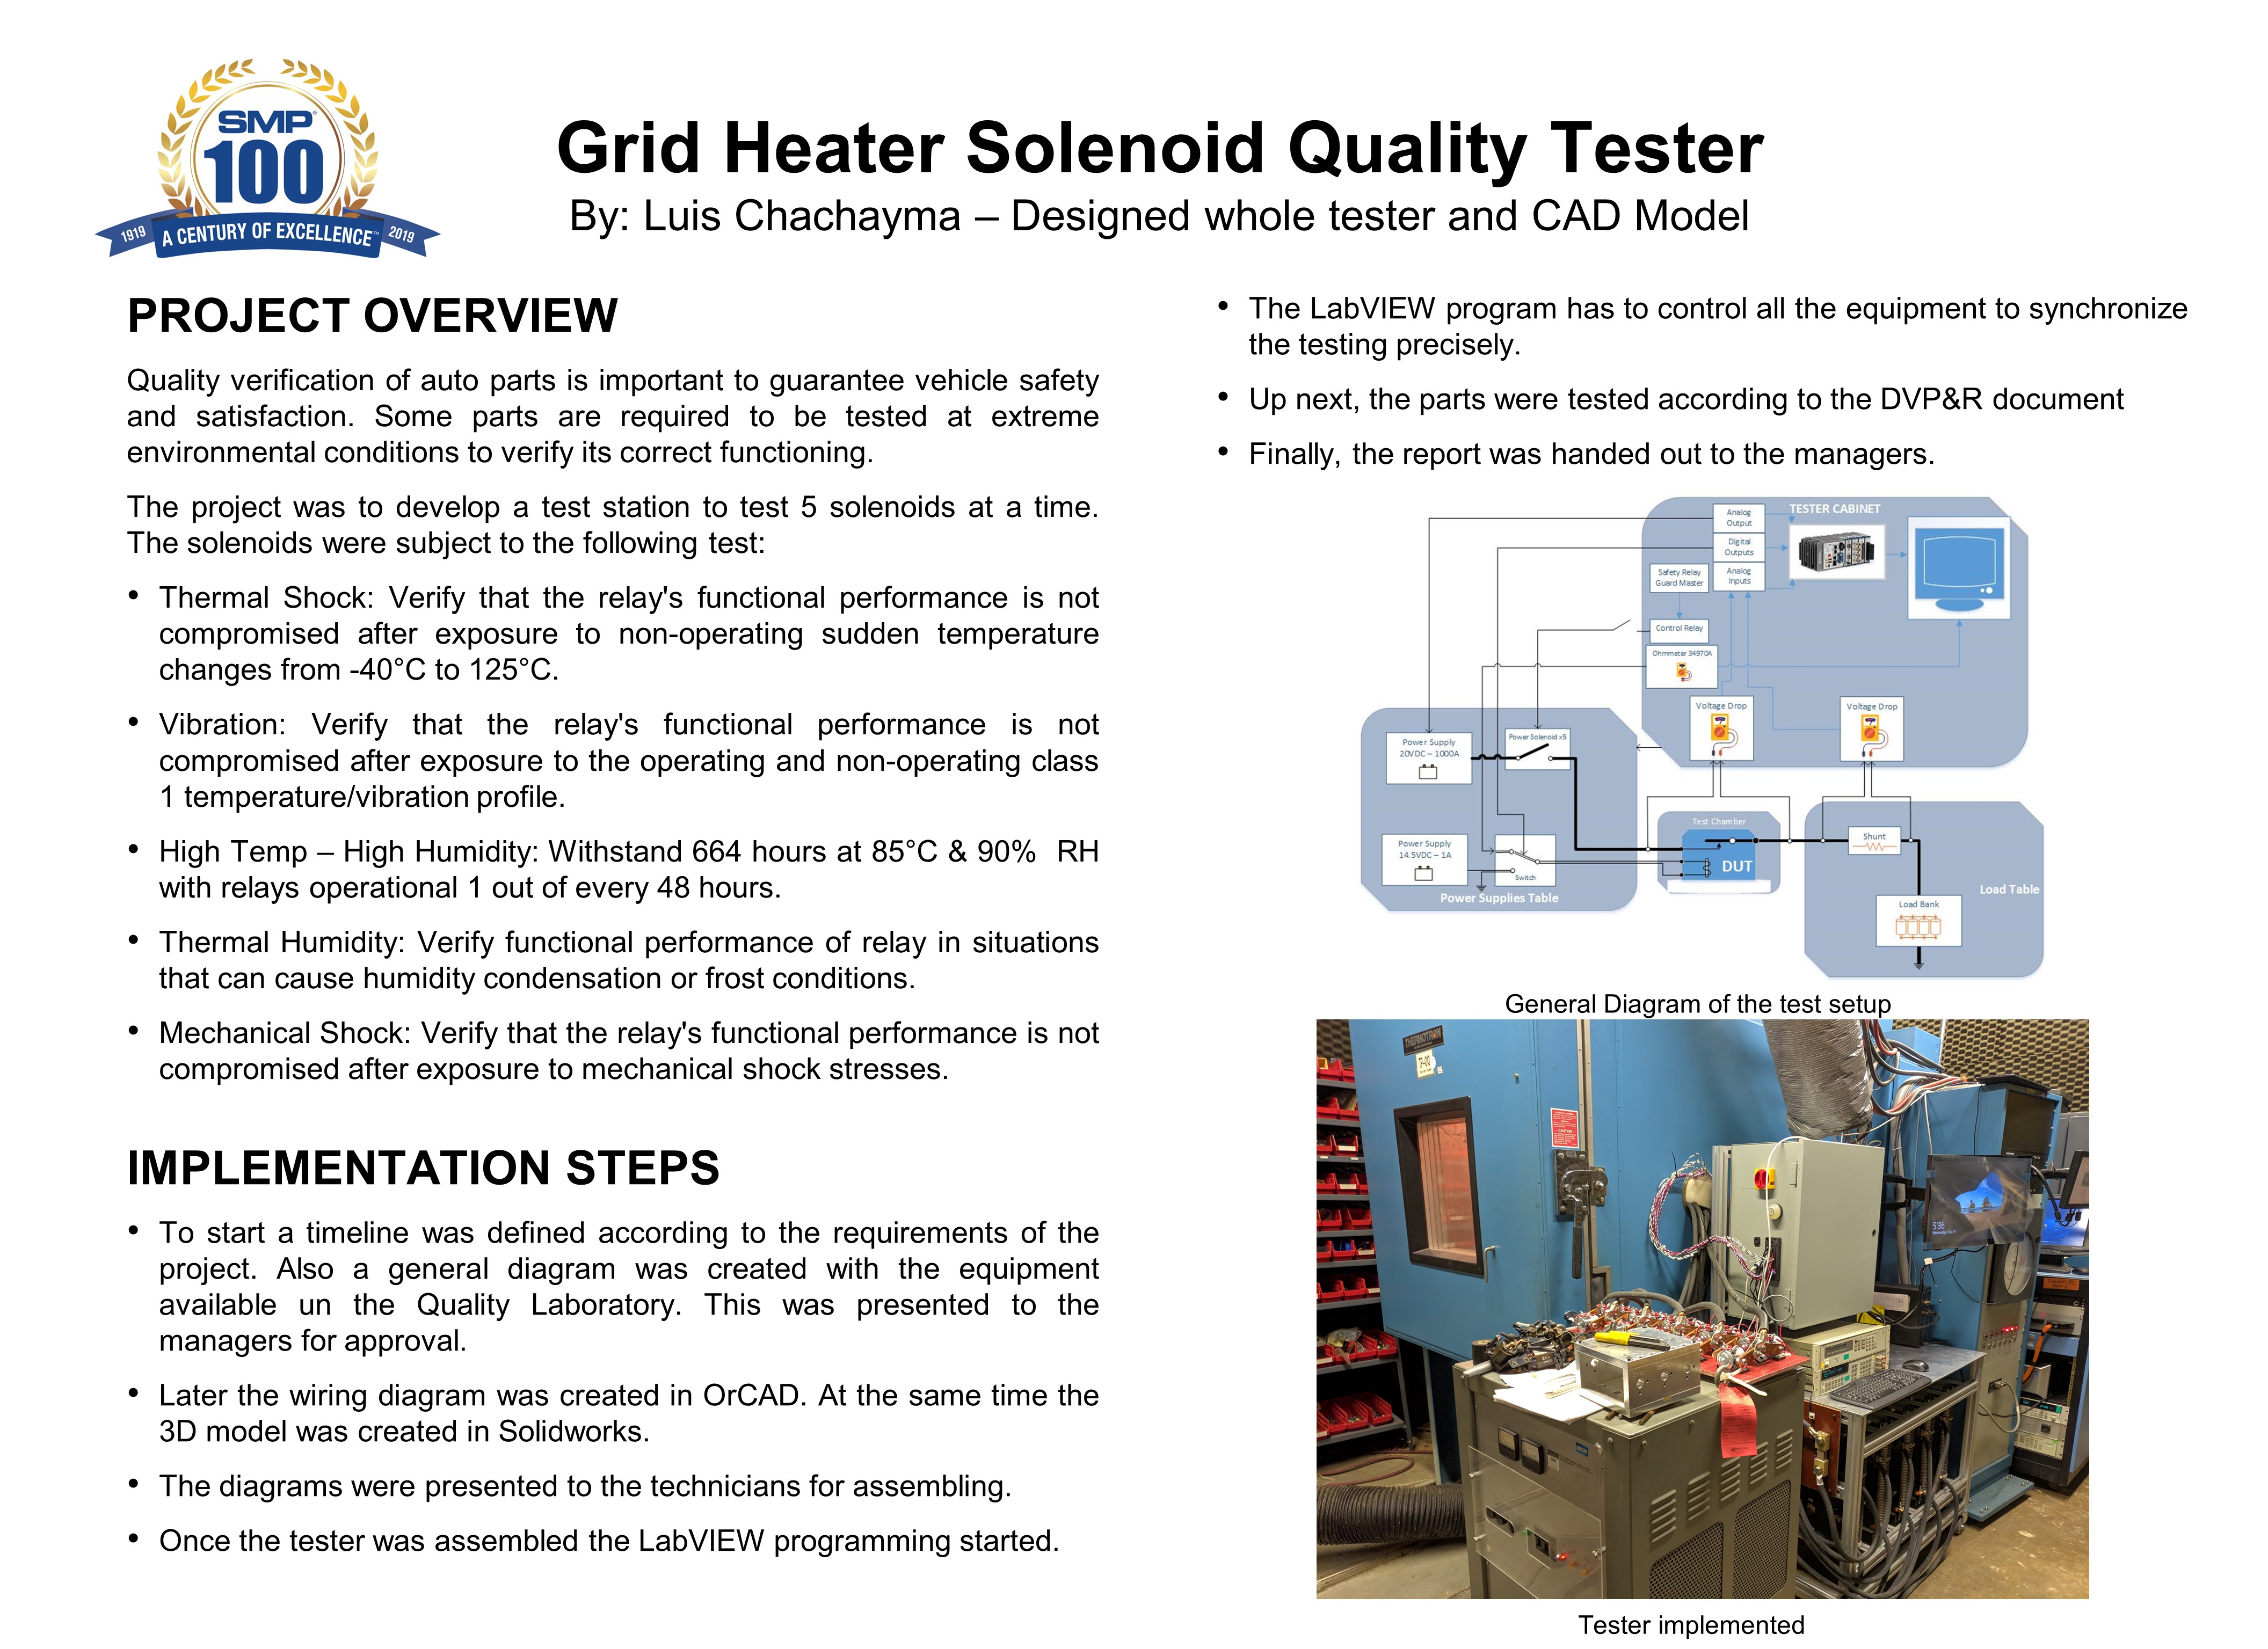 SMP
100
1919 A CENTURY OF EXCELLENCE™ 2019
Grid Heater Solenoid Quality Tester
By: Luis Chachayma – Designed whole tester and CAD Model
PROJECT OVERVIEW
Quality verification of auto parts is important to guarantee vehicle safety
and satisfaction. Some parts are required to be tested at extreme
environmental conditions to verify its correct functioning.
The project was to develop a test station to test 5 solenoids at a time.
The solenoids were subject to the following test:
• Thermal Shock: Verify that the relay's functional performance is not
compromised after exposure to non-operating sudden temperature
changes from -40°C to 125°C.
• Vibration: Verify that the relay's functional performance is not
compromised after exposure to the operating and non-operating class
1 temperature/vibration profile.
• High Temp – High Humidity: Withstand 664 hours at 85°C & 90% RH
with relays operational 1 out of every 48 hours.
• Thermal Humidity: Verify functional performance of relay in situations
that can cause humidity condensation or frost conditions.
• Mechanical Shock: Verify that the relay's functional performance is not
compromised after exposure to mechanical shock stresses.
IMPLEMENTATION STEPS
• To start a timeline was defined according to the requirements of the
project. Also a general diagram was created with the equipment
available un the Quality Laboratory. This was presented to the
managers for approval.
• Later the wiring diagram was created in OrCAD. At the same time the
3D model was created in Solidworks.
• The diagrams were presented to the technicians for assembling.
• Once the tester was assembled the LabVIEW programming started.
• The LabVIEW program has to control all the equipment to synchronize
the testing precisely.
• Up next, the parts were tested according to the DVP&R document
• Finally, the report was handed out to the managers.
TESTER CABINET
Analog
Output
Digital
Outputs
Analog
Inputs
Safety Relay
Guard Master
Control Relay
Ohmmeter 34970A
Voltage Drop
Voltage Drop
Power Supply
20VDC – 1000A
Power Solenoid x5
Power Supply
14.5VDC – 1A
Switch
Power Supplies Table
Test Chamber
DUT
Shunt
Load Bank
Load Table
General Diagram of the test setup
THERMOTRON
5:36
Tester implemented